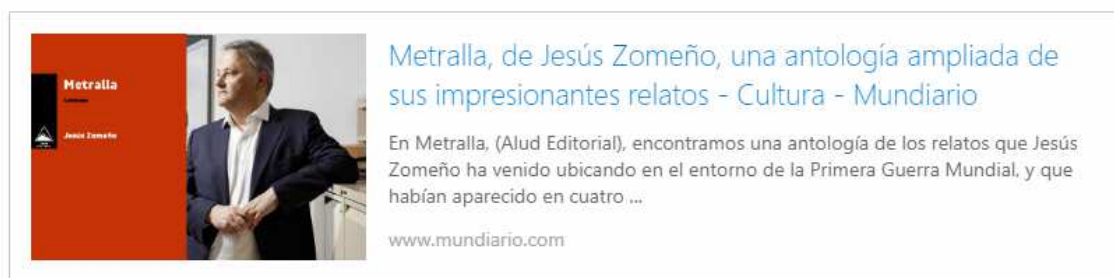 Metralla
Jesús Zomeño
Metralla, de Jesús Zomeño, una antología ampliada de
sus impresionantes relatos - Cultura - Mundiario
En Metralla, (Alud Editorial), encontramos una antología de los relatos que Jesús
Zomeño ha venido ubicando en el entorno de la Primera Guerra Mundial, y que
habían aparecido en cuatro ...
www.mundiario.com